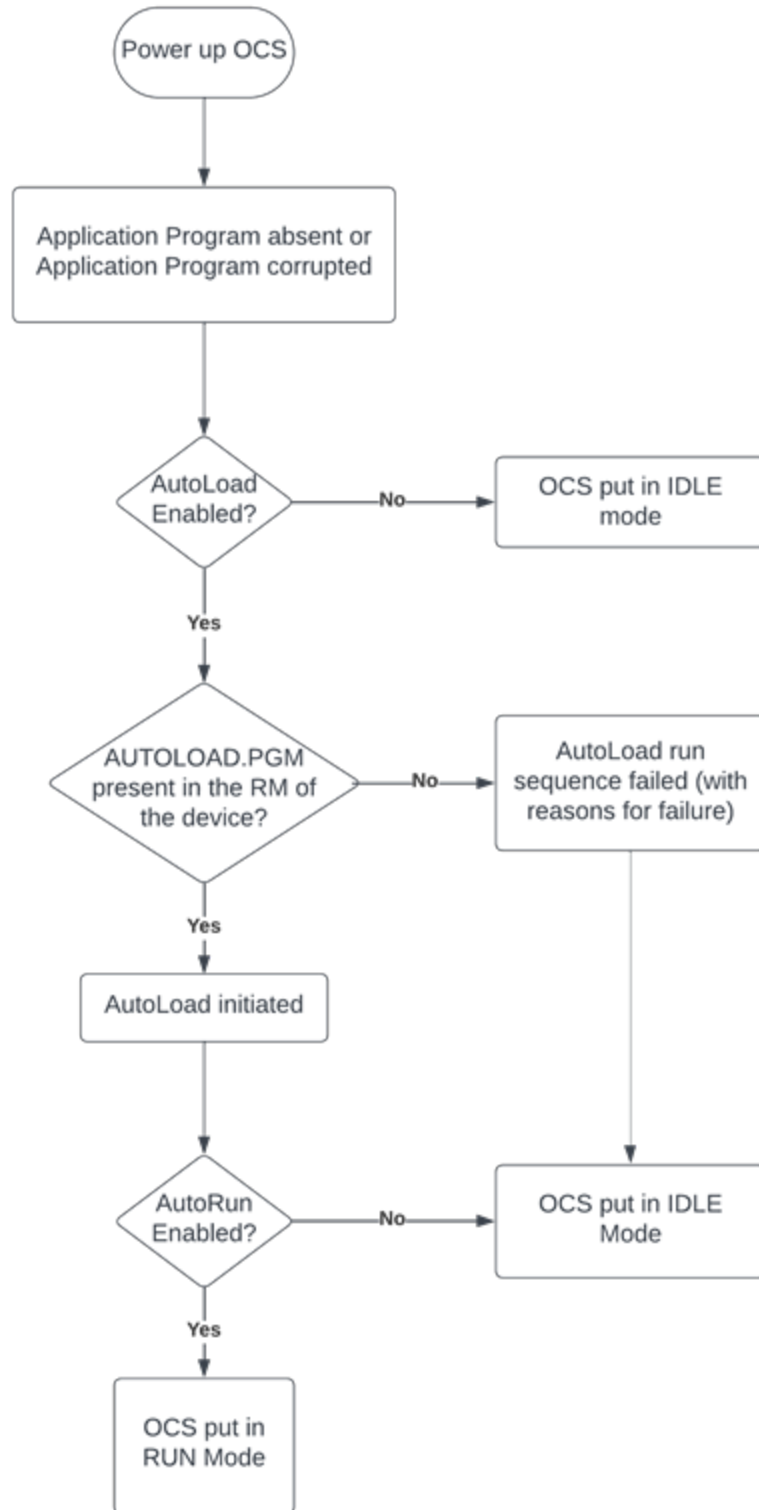 Power up OCS
Application Program absent or
Application Program corrupted
AutoLoad
Enabled?
No
OCS put in IDLE
mode
Yes
AUTOLOAD.PGM
present in the RM of
the device?
No
AutoLoad run
sequence failed (with
reasons for failure)
Yes
AutoLoad initiated
AutoRun
Enabled?
No
OCS put in IDLE
Mode
Yes
OCS put in
RUN Mode